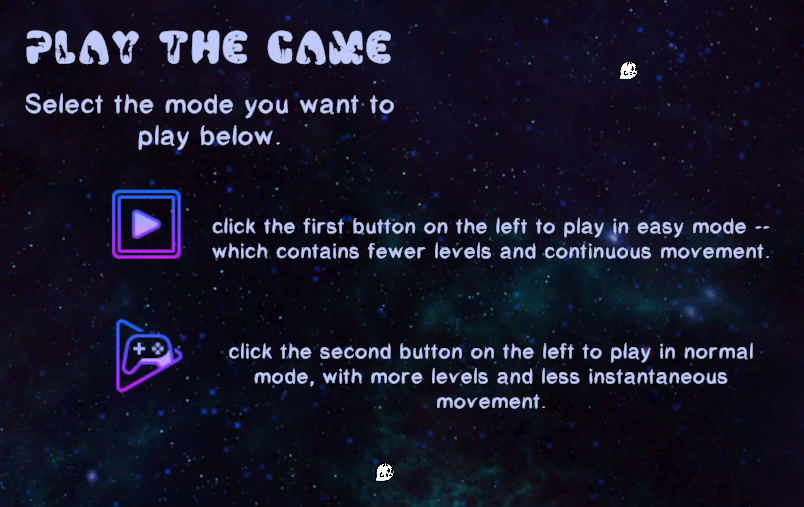 PLAY THE GAME
Select the mode you want to
play below.
click the first button on the left to play in easy mode --
which contains fewer levels and continuous movement.
click the second button on the left to play in normal
mode, with more levels and less instantaneous
movement.